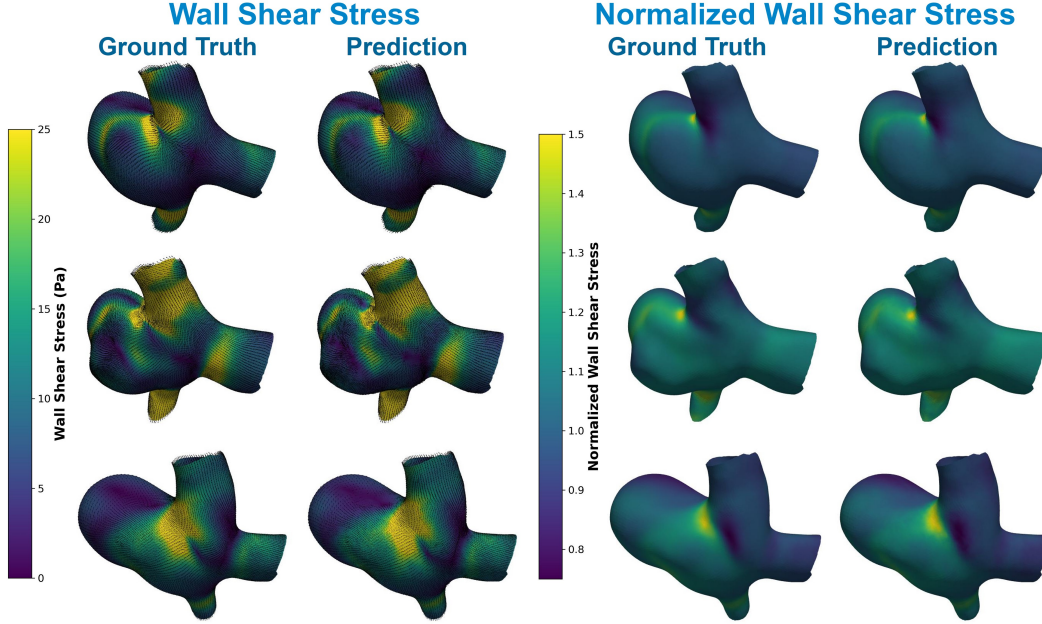 Wall Shear Stress
Ground Truth
Prediction
25
20
15
10
5
0
Wall Shear Stress (Pa)
Normalized Wall Shear Stress
Ground Truth
Prediction
1.5
1.4
1.3
1.2
1.1
1.0
0.9
0.8
Normalized Wall Shear Stress